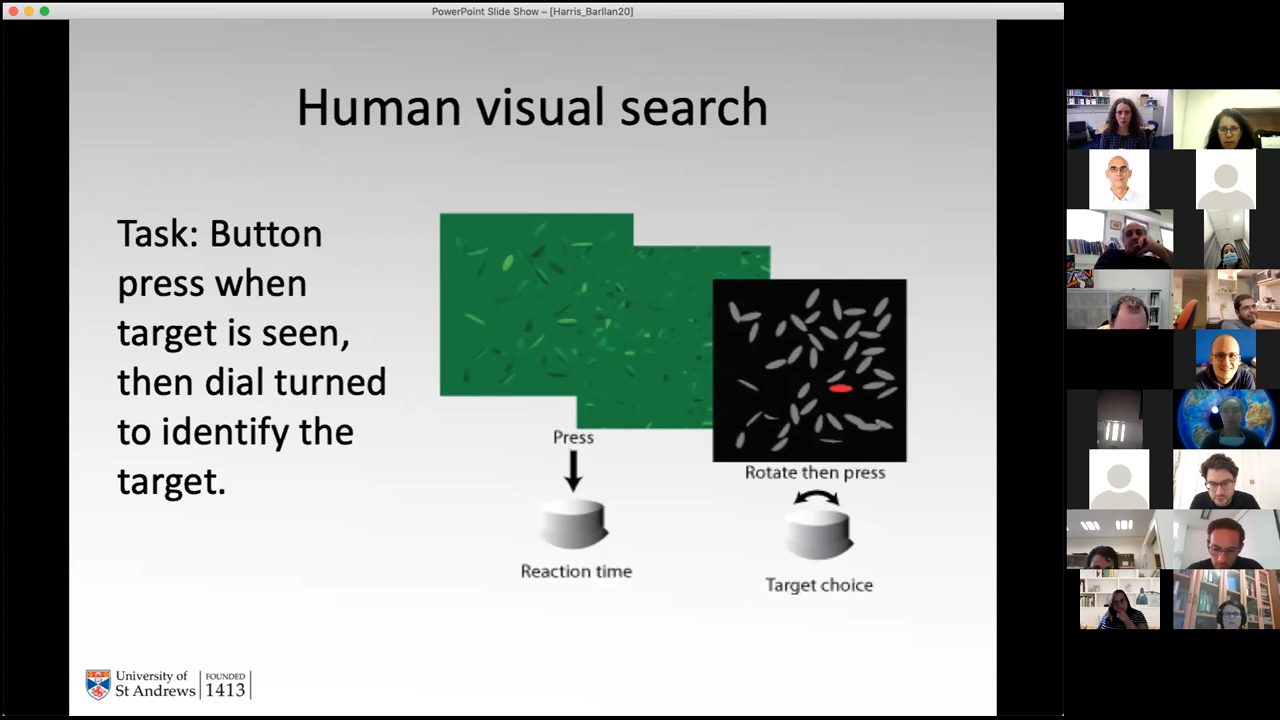 PowerPoint Slide Show – [Harris_BarIlan20]
Human visual search
Task: Button
press when
target is seen,
then dial turned
to identify the
target.
Press
Reaction time
Rotate then press
Target choice
University of
St Andrews
FOUNDED
1413